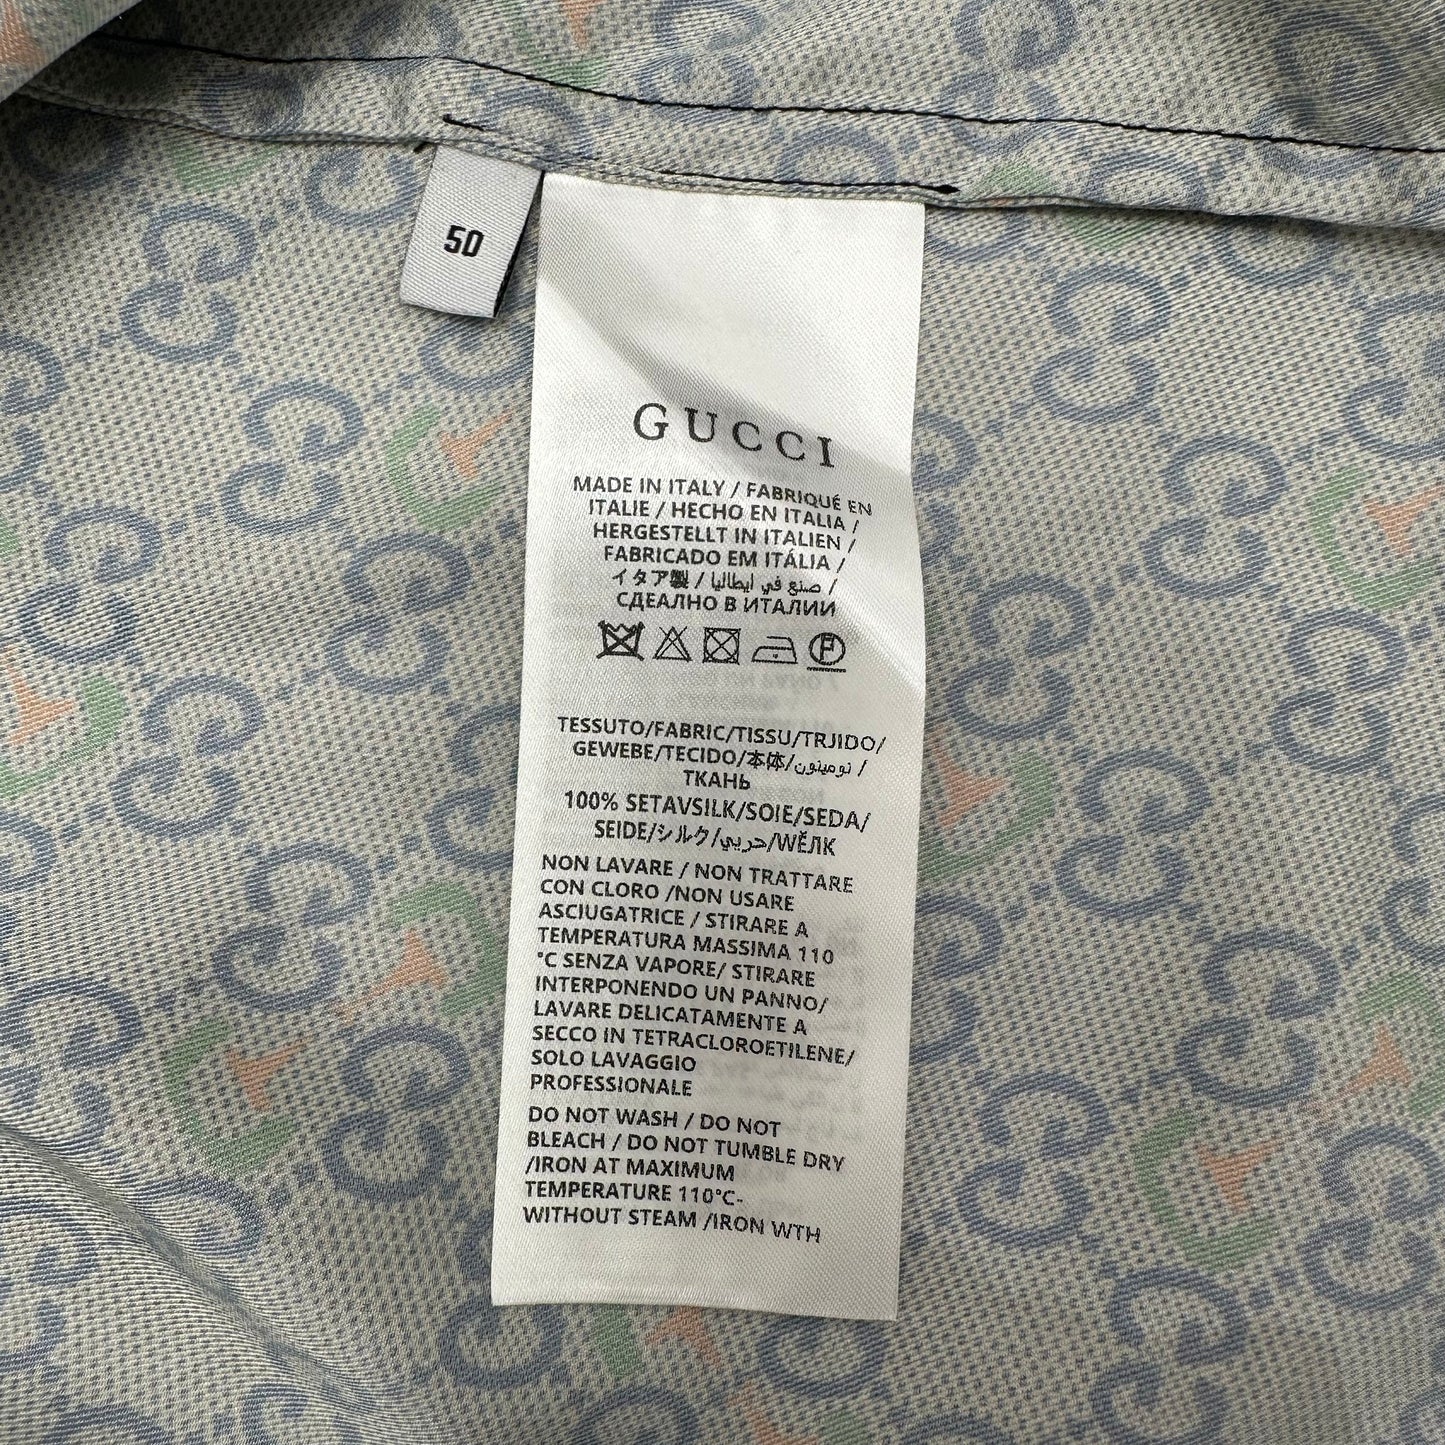 50
GUCCI
MADE IN ITALY / FABRIQUÉ EN
ITALIE / HECHO EN ITALIA /
HERGESTELLT IN ITALIEN /
FABRICADO EM ITÁLIA /
イタア製 / صنع في ايطاليا /
СДЕАЛНО В ИТАЛИИ
F
TESSUTO/FABRIC/TISSU/TRJIDO/
GEWEBE/TECIDO/本体/تومينون /
ТКАНЬ
100% SETAVSILK/SOIE/SEDA/
SEIDE/シルク/حريي/WĚЛK
NON LAVARE / NON TRATTARE
CON CLORO /NON USARE
ASCIUGATRICE / STIRARE A
TEMPERATURA MASSIMA 110
°C SENZA VAPORE/ STIRARE
INTERPONENDO UN PANNO/
LAVARE DELICATAMENTE A
SECCO IN TETRACLOROETILENE/
SOLO LAVAGGIO
PROFESSIONALE
DO NOT WASH / DO NOT
BLEACH / DO NOT TUMBLE DRY
/IRON AT MAXIMUM
TEMPERATURE 110°C-
WITHOUT STEAM /IRON WTH